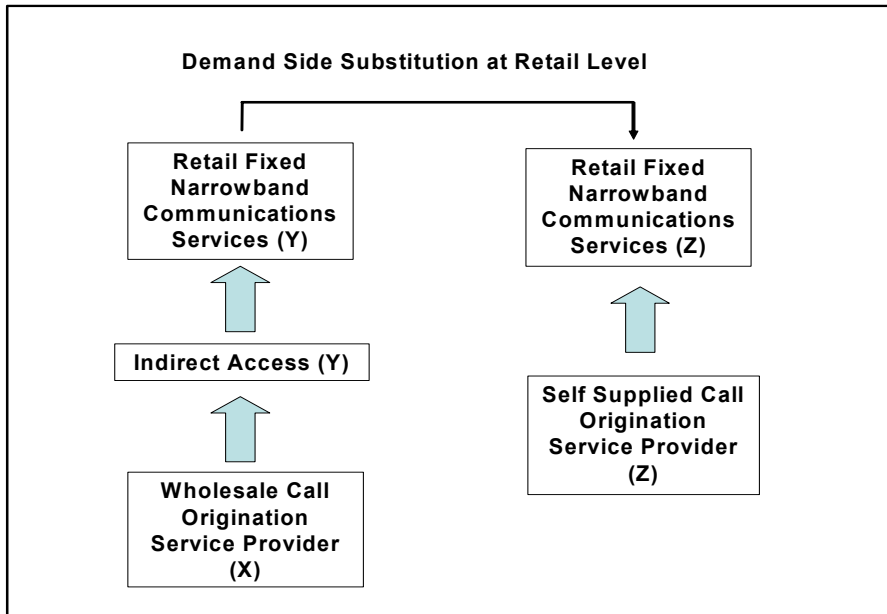 Demand Side Substitution at Retail Level
Retail Fixed
Narrowband
Communications
Services (Y)
Retail Fixed
Narrowband
Communications
Services (Z)
Indirect Access (Y)
Self Supplied Call
Origination
Service Provider
(Z)
Wholesale Call
Origination
Service Provider
(X)